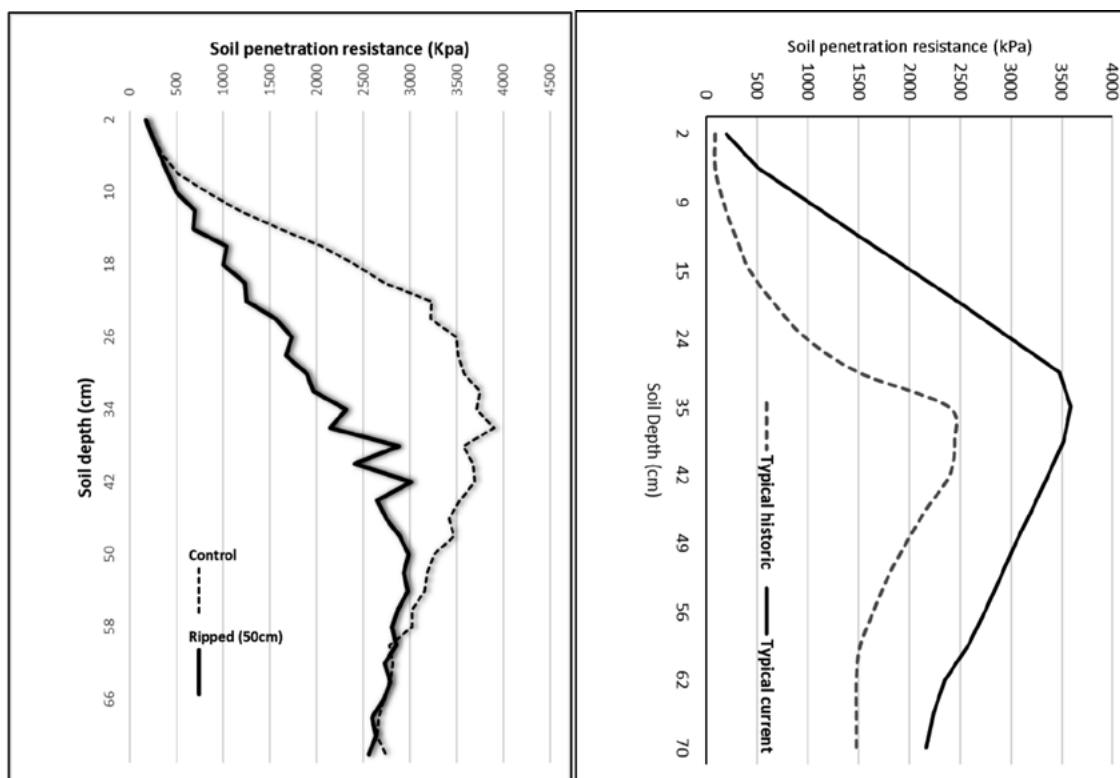 Soil penetration resistance (Kpa)
0 500 1000 1500 2000 2500 3000 3500 4000 4500
2
10
18
26
34
42
50
58
66
Soil depth (cm)
Control
Ripped (50cm)
Soil penetration resistance (kPa)
0 500 1000 1500 2000 2500 3000 3500 4000
2
9
15
24
35
42
49
56
62
70
Soil Depth (cm)
Typical historic
Typical current